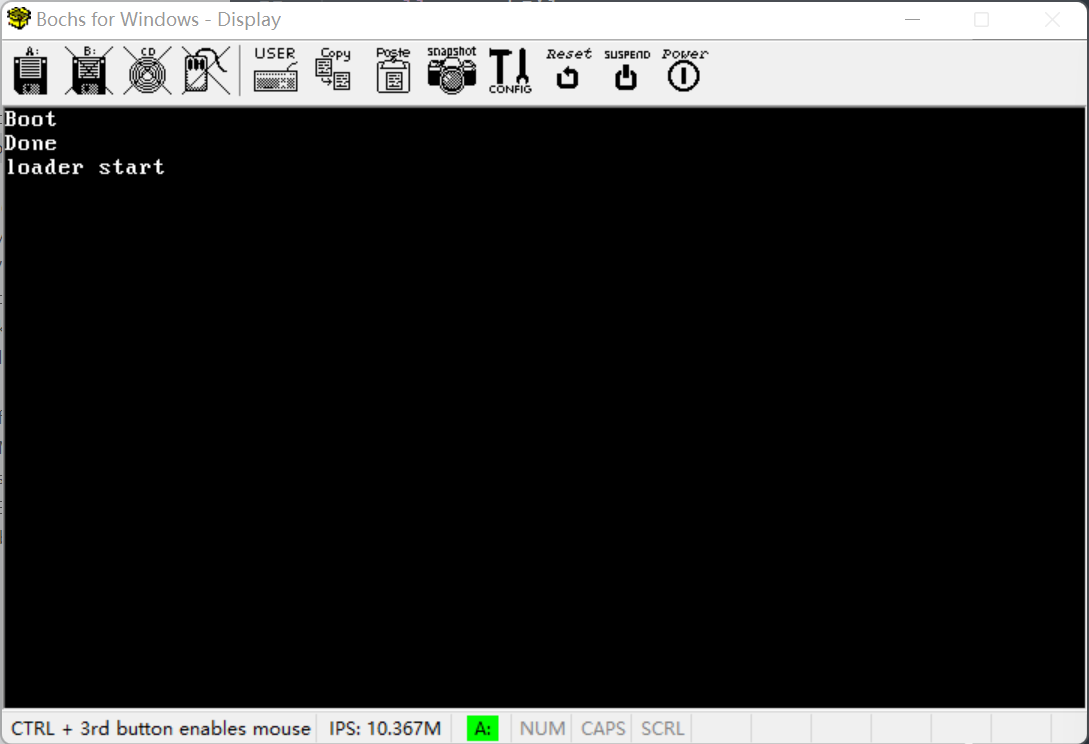 Bochs for Windows - Display
A: B: CD USER Copy Poste snapshot CONFIG Reset SUSPEND Power
Boot
Done
loader start
CTRL + 3rd button enables mouse IPS: 10.367M A: NUM CAPS SCRL